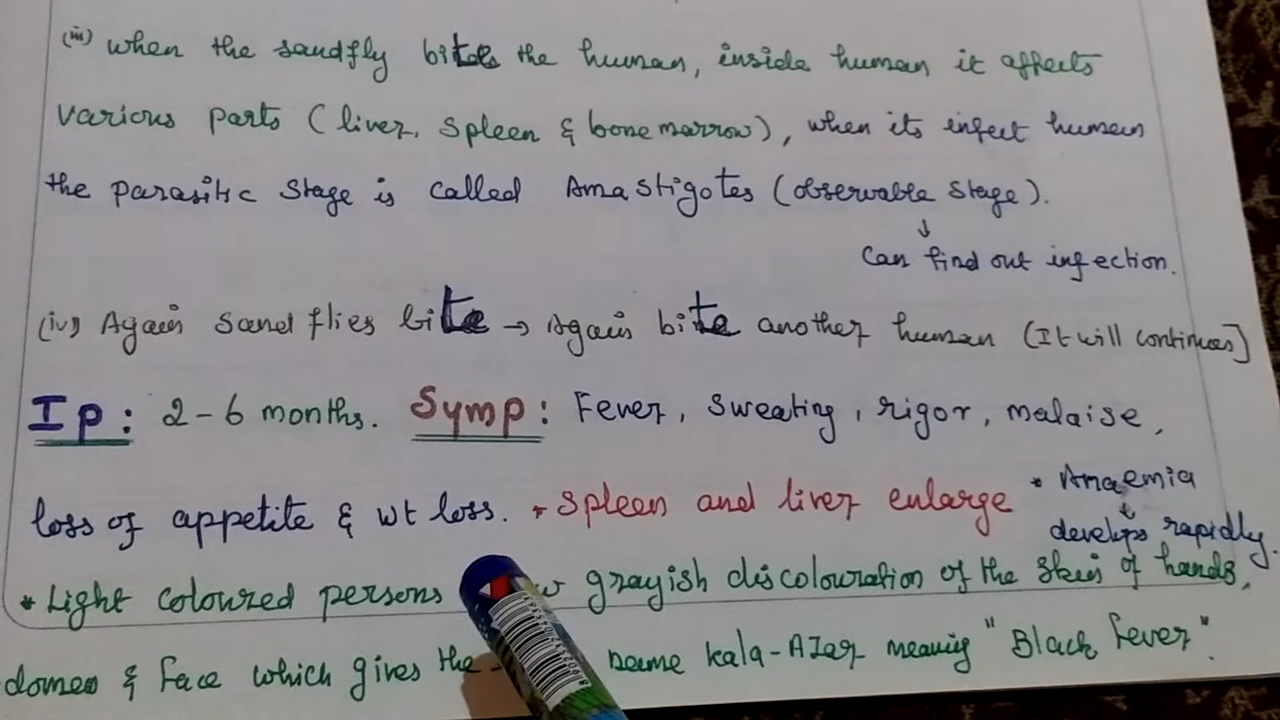 (iii) when the sandfly bites the human, inside human it affects
various parts (liver, spleen & bone marrow), when its infect human
the parasitic stage is called Amastigotes (observable stage).
↓
can find out infection.
(iv) Again sand flies bite → Again bite another human (It will continues]
IP: 2-6 months. Symp: Fever, sweating, rigor, malaise,
loss of appetite & wt loss. * Spleen and liver enlarge * Anaemia
↓
develops rapidly.
* Light coloured persons grayish discolouration of the skin of hands,
& face which gives the name kala-Azar meaning "Black Fever".